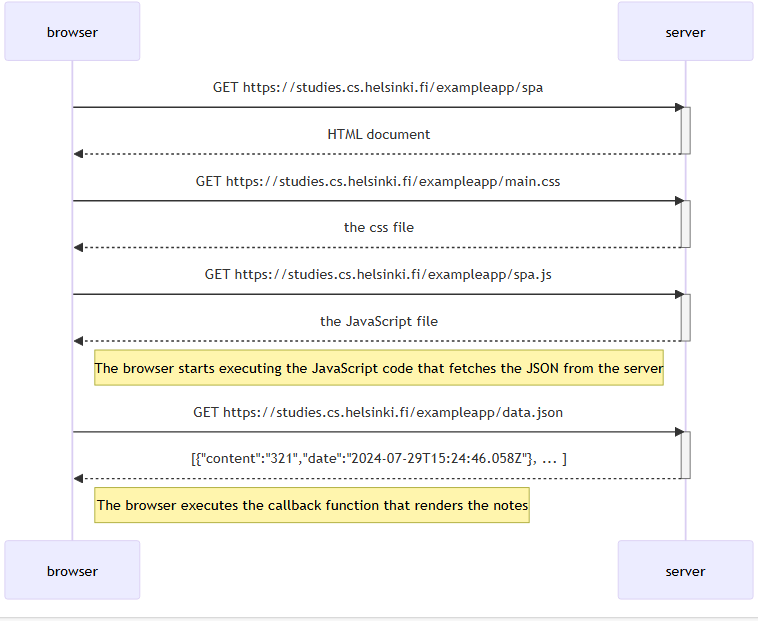 browser
server
GET https://studies.cs.helsinki.fi/exampleapp/spa
HTML document
GET https://studies.cs.helsinki.fi/exampleapp/main.css
the css file
GET https://studies.cs.helsinki.fi/exampleapp/spa.js
the JavaScript file
The browser starts executing the JavaScript code that fetches the JSON from the server
GET https://studies.cs.helsinki.fi/exampleapp/data.json
[{"content":"321","date":"2024-07-29T15:24:46.058Z"}, ... ]
The browser executes the callback function that renders the notes
browser
server